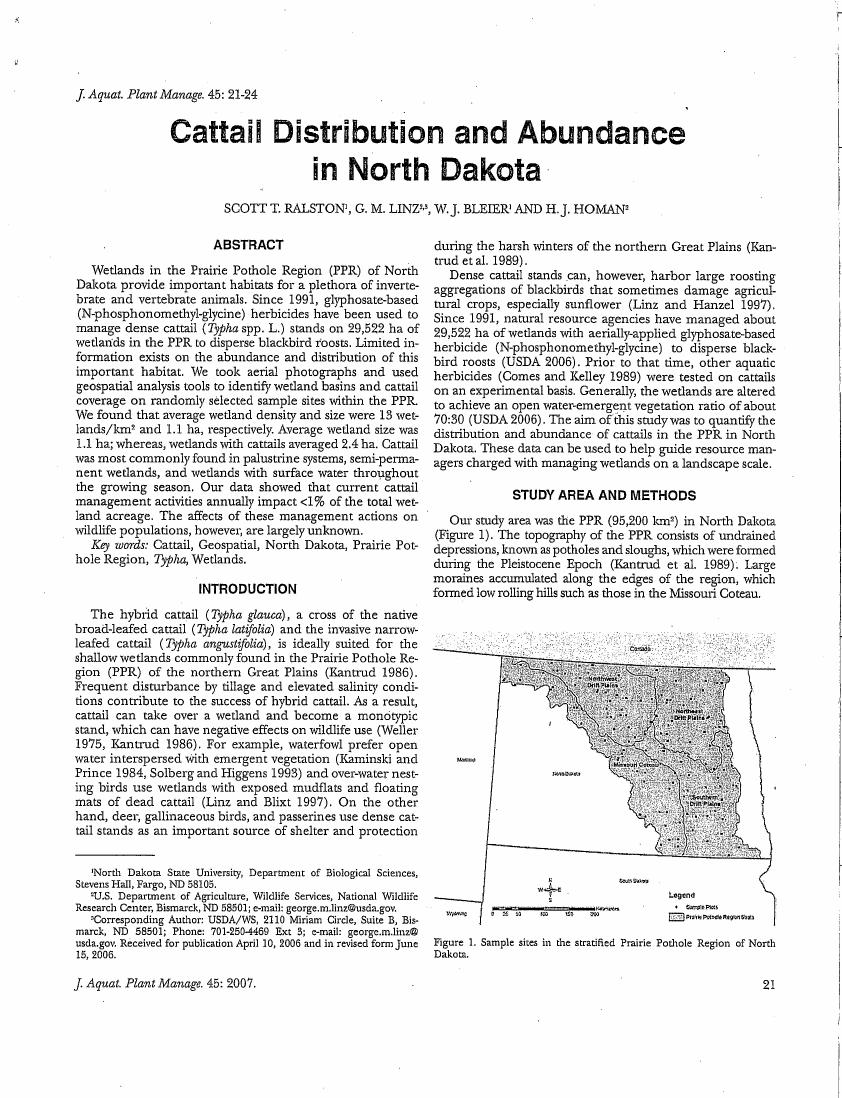 J. Aquat. Plant Manage. 45: 21-24
Cattail Distribution and Abundance
in North Dakota
SCOTT T. RALSTON¹, G. M. LINZ²,³, W. J. BLEIER¹ AND H. J. HOMAN²
ABSTRACT
Wetlands in the Prairie Pothole Region (PPR) of North
Dakota provide important habitats for a plethora of inverte-
brate and vertebrate animals. Since 1991, glyphosate-based
(N-phosphonomethyl-glycine) herbicides have been used to
manage dense cattail (Typha spp. L.) stands on 29,522 ha of
wetlands in the PPR to disperse blackbird roosts. Limited in-
formation exists on the abundance and distribution of this
important habitat. We took aerial photographs and used
geospatial analysis tools to identify wetland basins and cattail
coverage on randomly selected sample sites within the PPR.
We found that average wetland density and size were 13 wet-
lands/km² and 1.1 ha, respectively. Average wetland size was
1.1 ha; whereas, wetlands with cattails averaged 2.4 ha. Cattail
was most commonly found in palustrine systems, semi-perma-
nent wetlands, and wetlands with surface water throughout
the growing season. Our data showed that current cattail
management activities annually impact <1% of the total wet-
land acreage. The affects of these management actions on
wildlife populations, however, are largely unknown.
Key words: Cattail, Geospatial, North Dakota, Prairie Pot-
hole Region, Typha, Wetlands.
INTRODUCTION
The hybrid cattail (Typha glauca), a cross of the native
broad-leafed cattail (Typha latifolia) and the invasive narrow-
leafed cattail (Typha angustifolia), is ideally suited for the
shallow wetlands commonly found in the Prairie Pothole Re-
gion (PPR) of the northern Great Plains (Kantrud 1986).
Frequent disturbance by tillage and elevated salinity condi-
tions contribute to the success of hybrid cattail. As a result,
cattail can take over a wetland and become a monotypic
stand, which can have negative effects on wildlife use (Weller
1975, Kantrud 1986). For example, waterfowl prefer open
water interspersed with emergent vegetation (Kaminski and
Prince 1984, Solberg and Higgens 1993) and over-water nest-
ing birds use wetlands with exposed mudflats and floating
mats of dead cattail (Linz and Blixt 1997). On the other
hand, deer, gallinaceous birds, and passerines use dense cat-
tail stands as an important source of shelter and protection
¹North Dakota State University, Department of Biological Sciences,
Stevens Hall, Fargo, ND 58105.
²U.S. Department of Agriculture, Wildlife Services, National Wildlife
Research Center, Bismarck, ND 58501; e-mail: george.m.linz@usda.gov.
³Corresponding Author: USDA/WS, 2110 Miriam Circle, Suite B, Bis-
marck, ND 58501; Phone: 701-250-4469 Ext 3; e-mail: george.m.linz@
usda.gov. Received for publication April 10, 2006 and in revised form June
15, 2006.
during the harsh winters of the northern Great Plains (Kan-
trud et al. 1989).
Dense cattail stands can, however, harbor large roosting
aggregations of blackbirds that sometimes damage agricul-
tural crops, especially sunflower (Linz and Hanzel 1997).
Since 1991, natural resource agencies have managed about
29,522 ha of wetlands with aerially-applied glyphosate-based
herbicide (N-phosphonomethyl-glycine) to disperse black-
bird roosts (USDA 2006). Prior to that time, other aquatic
herbicides (Comes and Kelley 1989) were tested on cattails
on an experimental basis. Generally, the wetlands are altered
to achieve an open water-emergent vegetation ratio of about
70:30 (USDA 2006). The aim of this study was to quantify the
distribution and abundance of cattails in the PPR in North
Dakota. These data can be used to help guide resource man-
agers charged with managing wetlands on a landscape scale.
STUDY AREA AND METHODS
Our study area was the PPR (95,200 km²) in North Dakota
(Figure 1). The topography of the PPR consists of undrained
depressions, known as potholes and sloughs, which were formed
during the Pleistocene Epoch (Kantrud et al. 1989). Large
moraines accumulated along the edges of the region, which
formed low rolling hills such as those in the Missouri Coteau.
Canada
Northwest
Drift Plains
Northeast
Drift Plains
Montana
Missouri Coteau
North Dakota
Southern
Drift Plains
N
W E
S
South Dakota
Legend
Sample Plots
Prairie Pothole Region Strata
Wyoming
0 25 50 100 150 200 Kilometers
Figure 1. Sample sites in the stratified Prairie Pothole Region of North
Dakota.
J. Aquat. Plant Manage. 45: 2007.
21